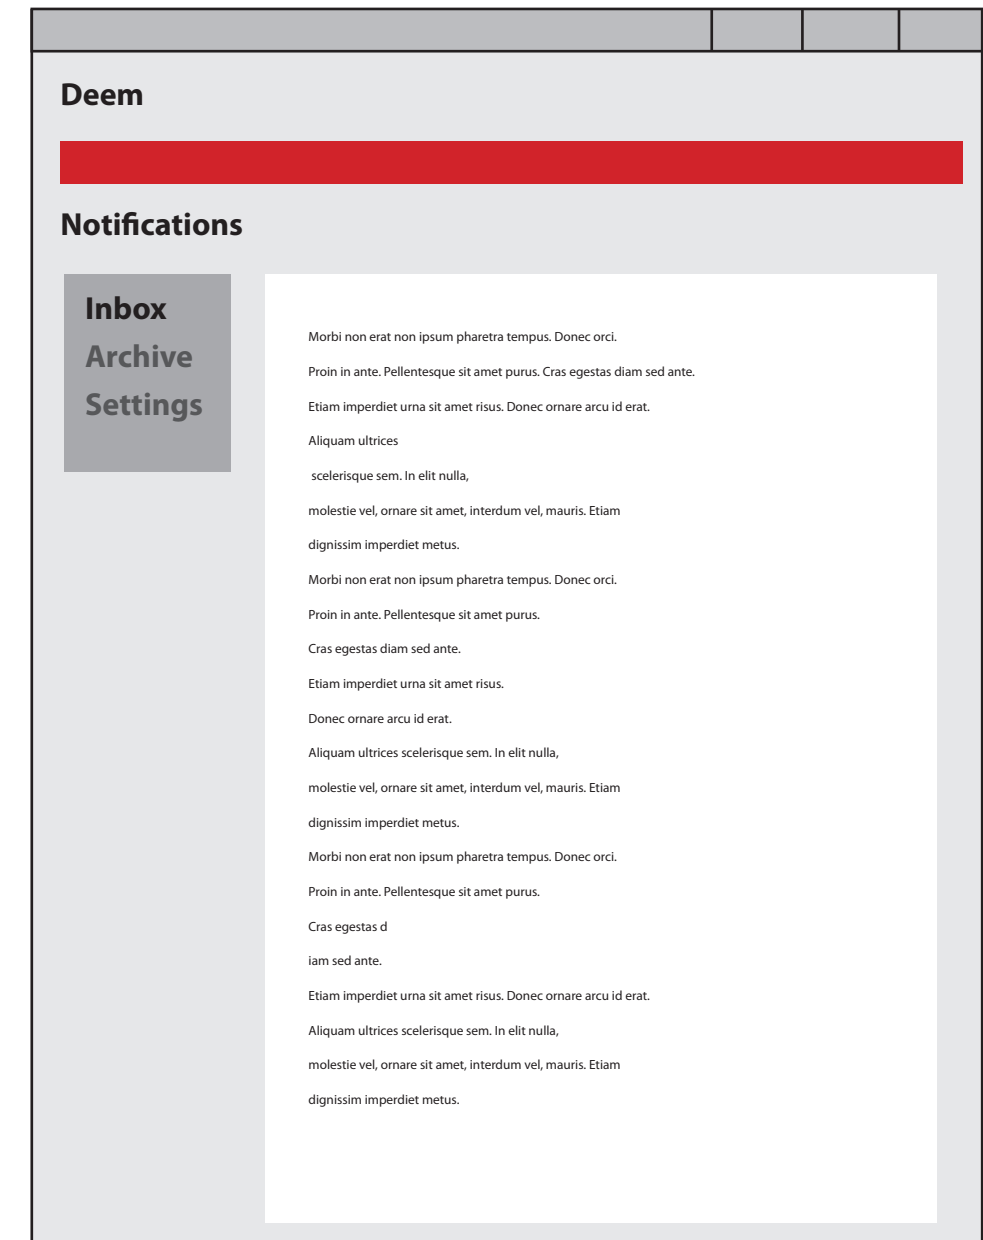 Deem
Notifications
Inbox
Archive
Settings
Morbi non erat non ipsum pharetra tempus. Donec orci.
Proin in ante. Pellentesque sit amet purus. Cras egestas diam sed ante.
Etiam imperdiet urna sit amet risus. Donec ornare arcu id erat.
Aliquam ultrices
scelerisque sem. In elit nulla,
molestie vel, ornare sit amet, interdum vel, mauris. Etiam
dignissim imperdiet metus.
Morbi non erat non ipsum pharetra tempus. Donec orci.
Proin in ante. Pellentesque sit amet purus.
Cras egestas diam sed ante.
Etiam imperdiet urna sit amet risus.
Donec ornare arcu id erat.
Aliquam ultrices scelerisque sem. In elit nulla,
molestie vel, ornare sit amet, interdum vel, mauris. Etiam
dignissim imperdiet metus.
Morbi non erat non ipsum pharetra tempus. Donec orci.
Proin in ante. Pellentesque sit amet purus.
Cras egestas d
iam sed ante.
Etiam imperdiet urna sit amet risus. Donec ornare arcu id erat.
Aliquam ultrices scelerisque sem. In elit nulla,
molestie vel, ornare sit amet, interdum vel, mauris. Etiam
dignissim imperdiet metus.